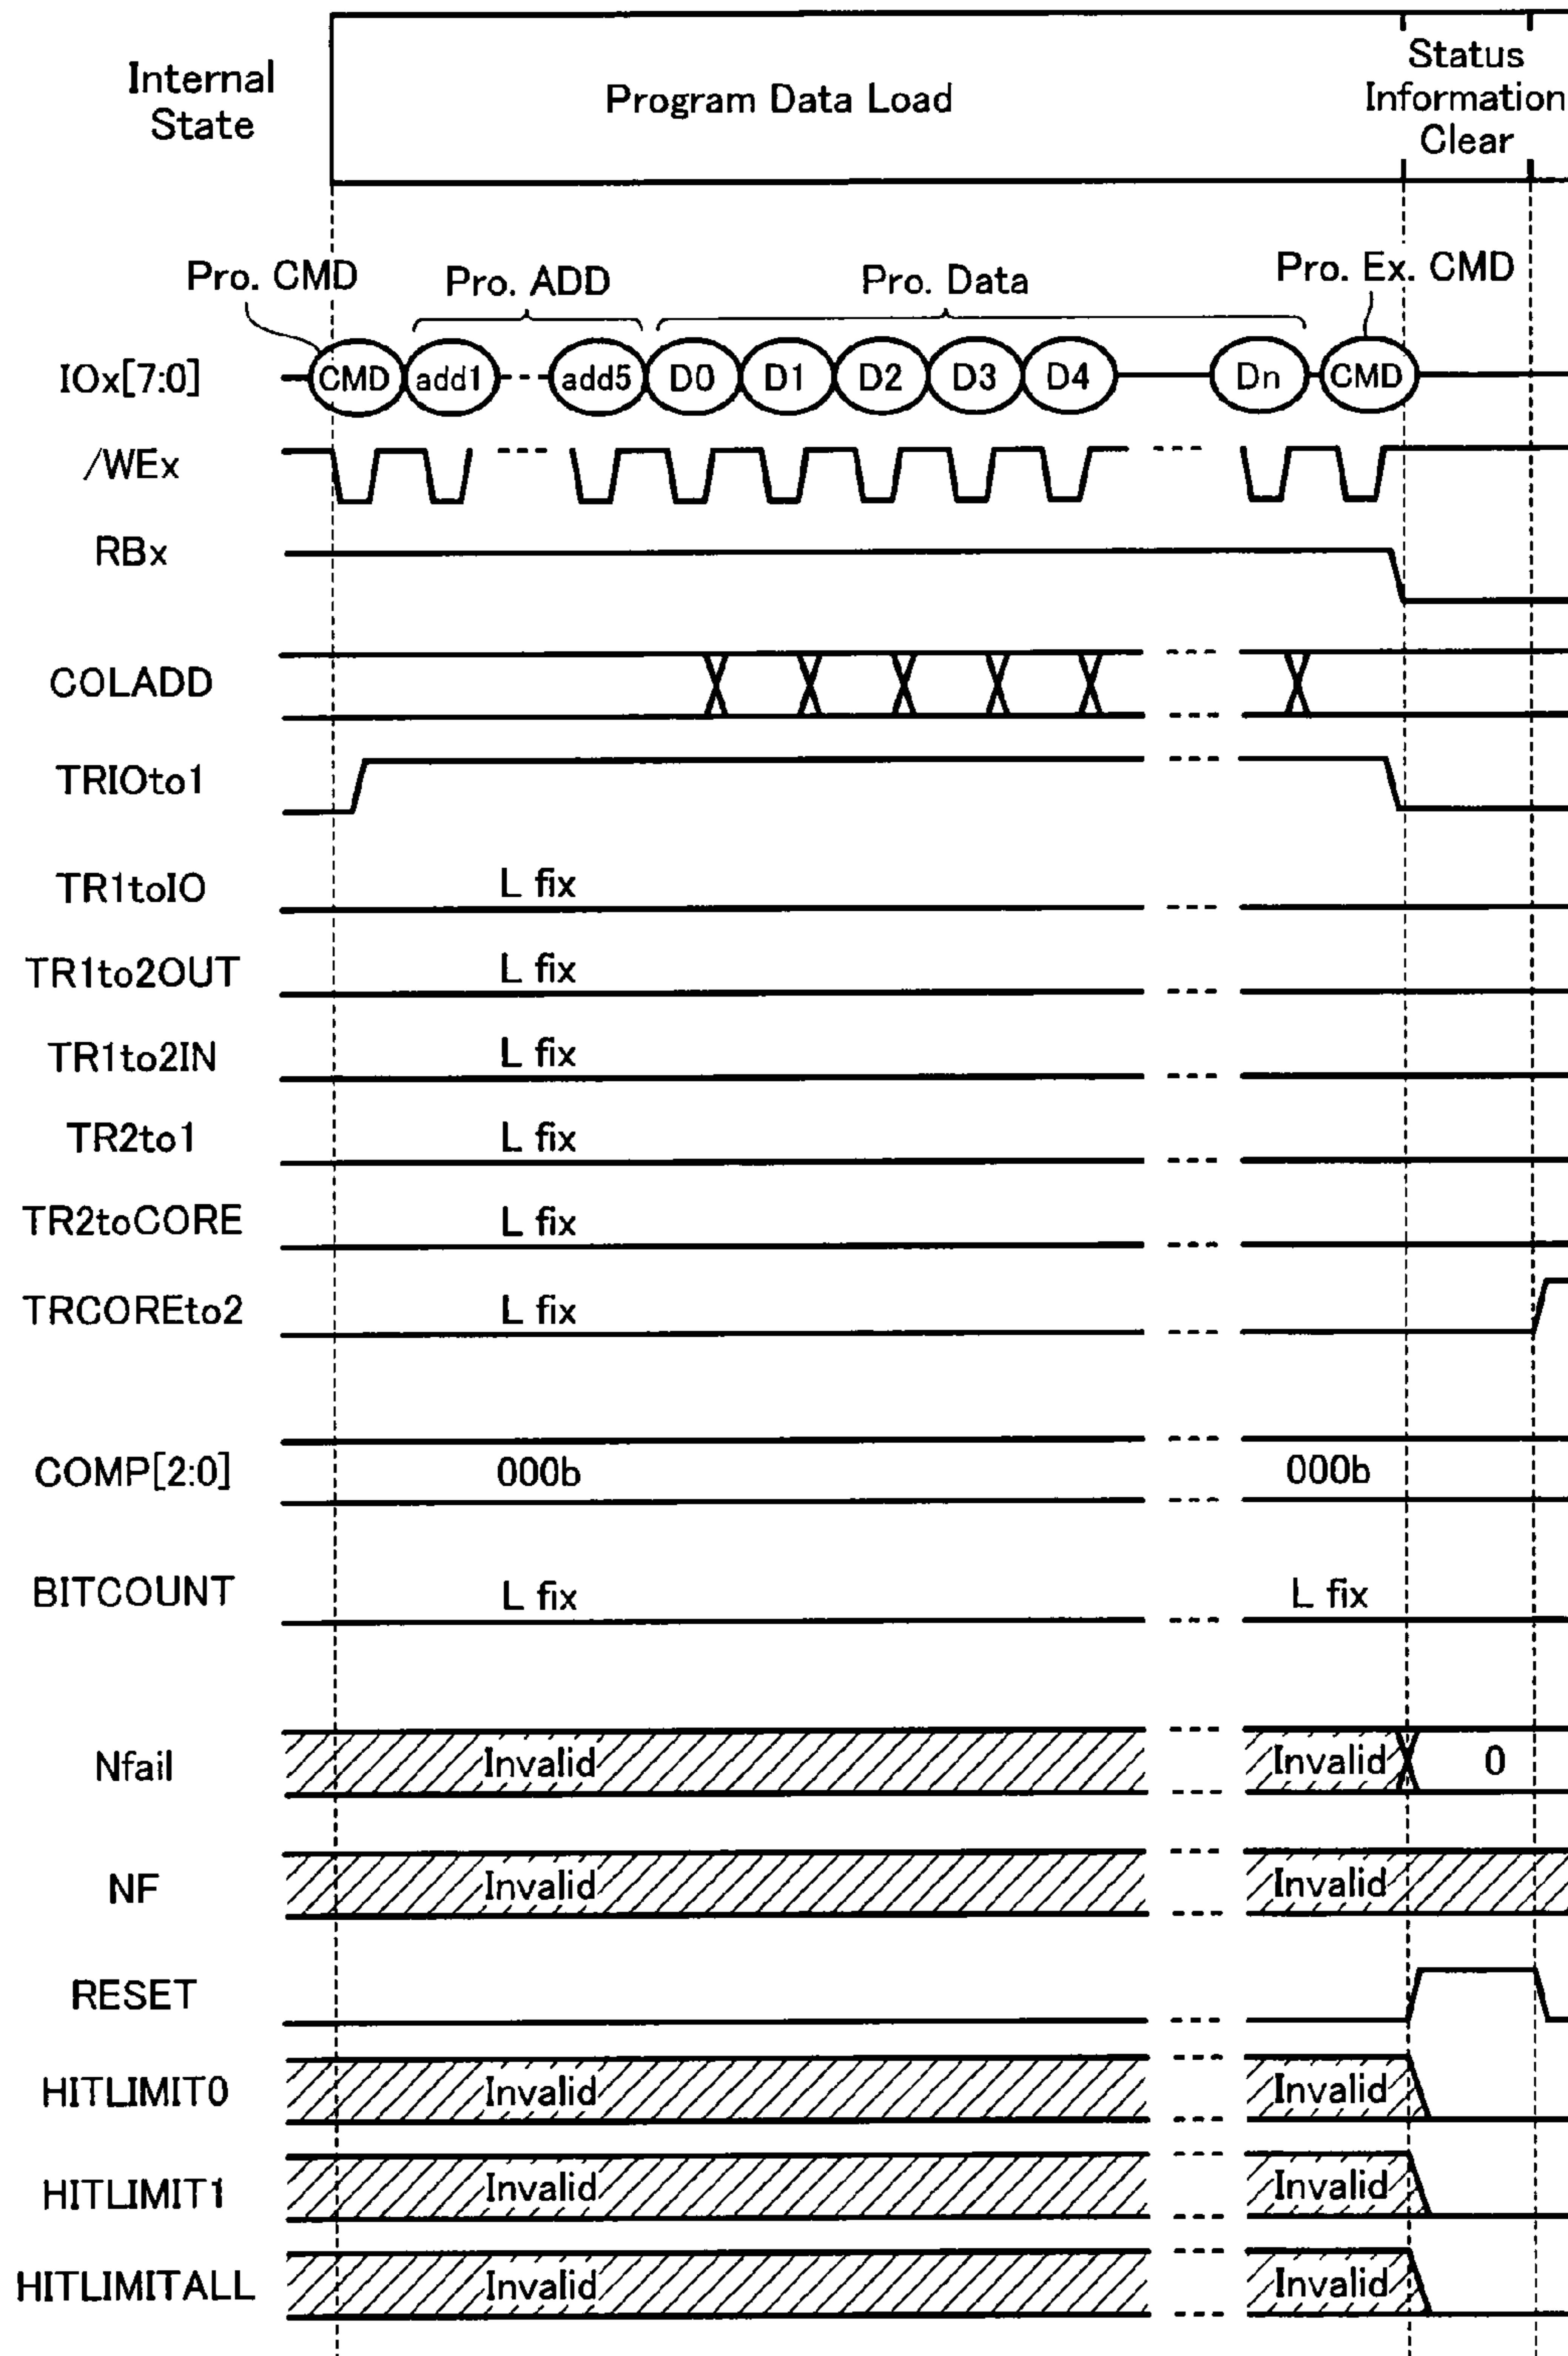 Internal
State
Program Data Load
Status
Information
Clear
Pro. CMD
Pro. ADD
Pro. Data
Pro. Ex. CMD
IOx[7:0]
CMD add1 add5 D0 D1 D2 D3 D4 Dn CMD
/WEx
RBx
COLADD
TRIOto1
TR1toIO L fix
TR1to2OUT L fix
TR1to2IN L fix
TR2to1 L fix
TR2toCORE L fix
TRCOREto2 L fix
COMP[2:0] 000b 000b
BITCOUNT L fix L fix
Nfail Invalid Invalid 0
NF Invalid Invalid
RESET
HITLIMIT0 Invalid Invalid
HITLIMIT1 Invalid Invalid
HITLIMITALL Invalid Invalid